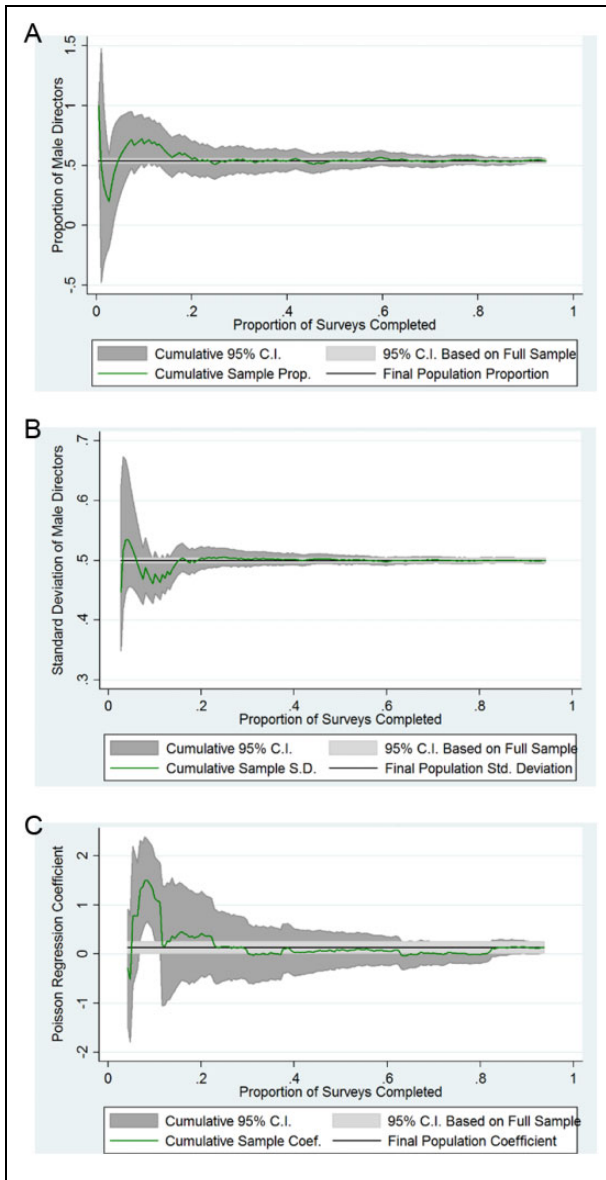 A
Proportion of Male Directors
1.5
1
.5
0
-.5
0 .2 .4 .6 .8 1
Proportion of Surveys Completed
Cumulative 95% C.I. 95% C.I. Based on Full Sample
Cumulative Sample Prop. Final Population Proportion
B
Standard Deviation of Male Directors
.7
.6
.5
.4
.3
0 .2 .4 .6 .8 1
Proportion of Surveys Completed
Cumulative 95% C.I. 95% C.I. Based on Full Sample
Cumulative Sample S.D. Final Population Std. Deviation
C
Poisson Regression Coefficient
2
1
0
-1
-2
0 .2 .4 .6 .8 1
Proportion of Surveys Completed
Cumulative 95% C.I. 95% C.I. Based on Full Sample
Cumulative Sample Coef. Final Population Coefficient